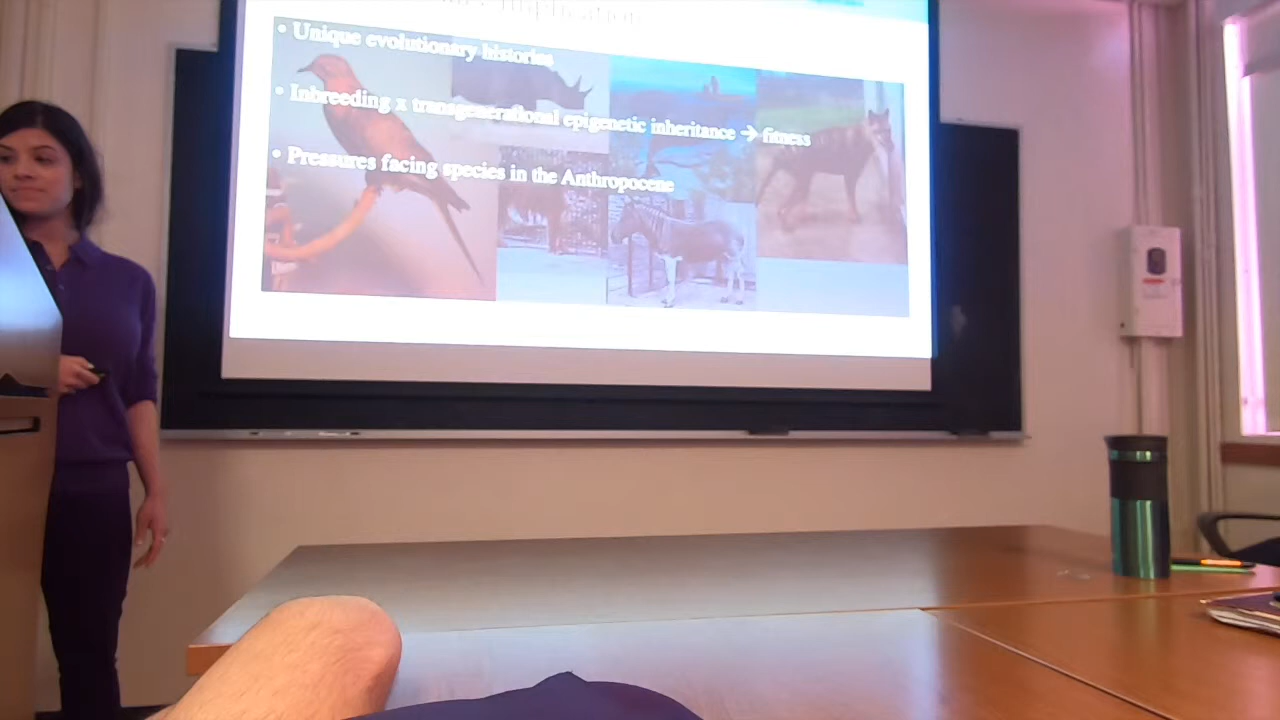 • Unique evolutionary histories
• Inbreeding x transgenerational epigenetic inheritance → fitness
• Pressures facing species in the Anthropocene